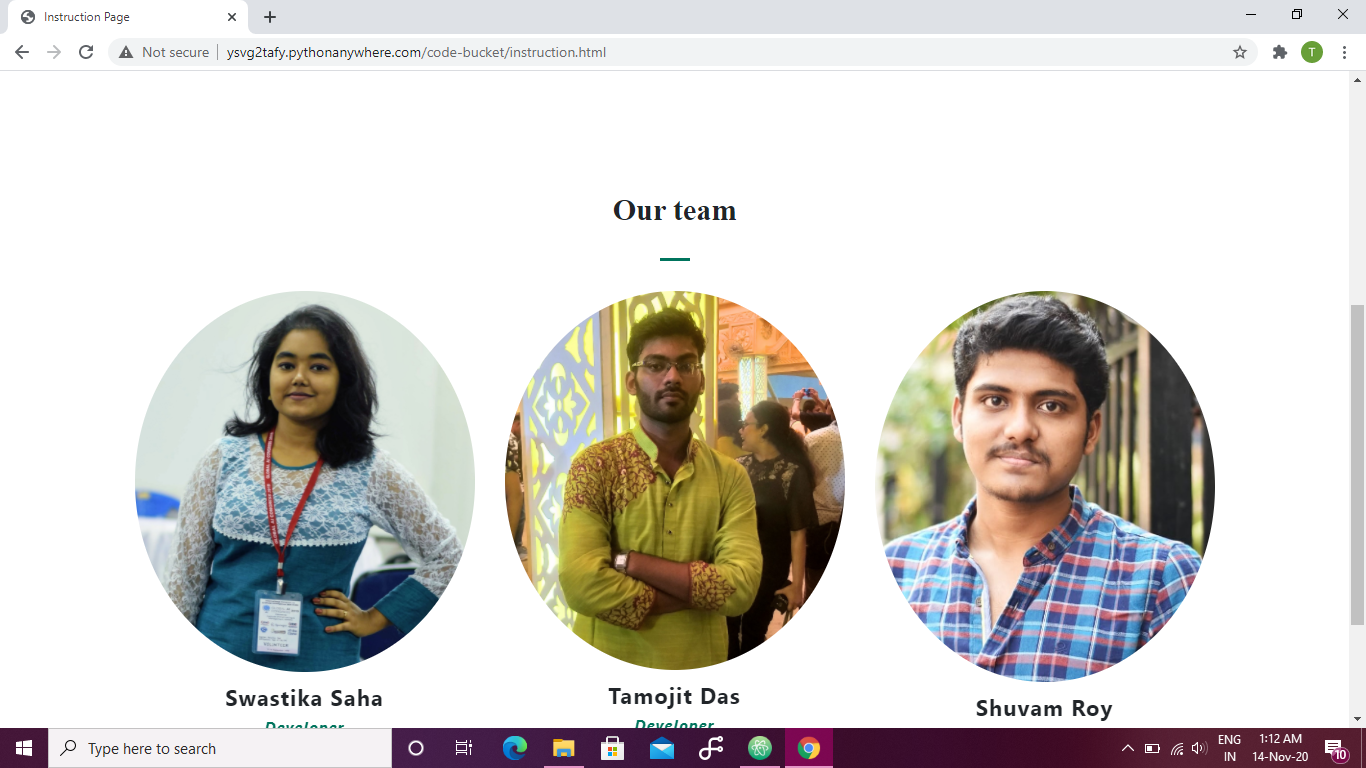 Instruction Page
Not secure
ysvg2tafy.pythonanywhere.com/code-bucket/instruction.html
T
Our team
Swastika Saha
Tamojit Das
Shuvam Roy
Developer
Developer
Type here to search
ENG
IN
1:12 AM
14-Nov-20
10